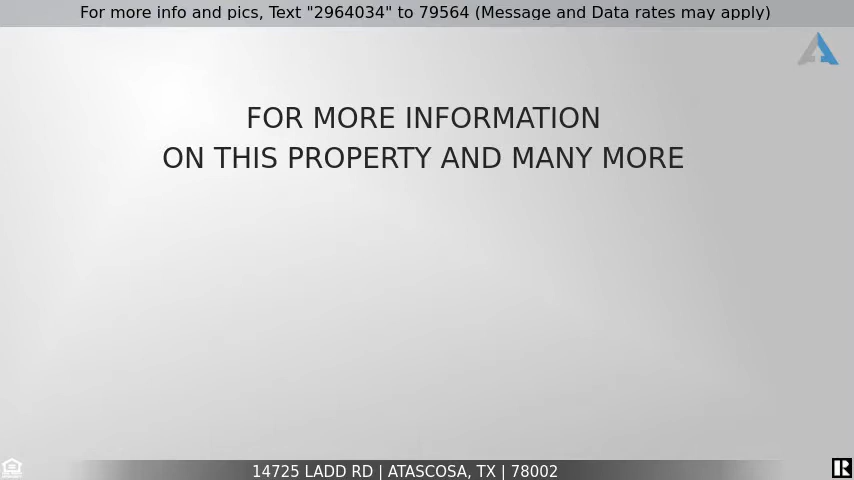 For more info and pics, Text "2964034" to 79564 (Message and Data rates may apply)
FOR MORE INFORMATION
ON THIS PROPERTY AND MANY MORE
14725 LADD RD | ATASCOSA, TX | 78002